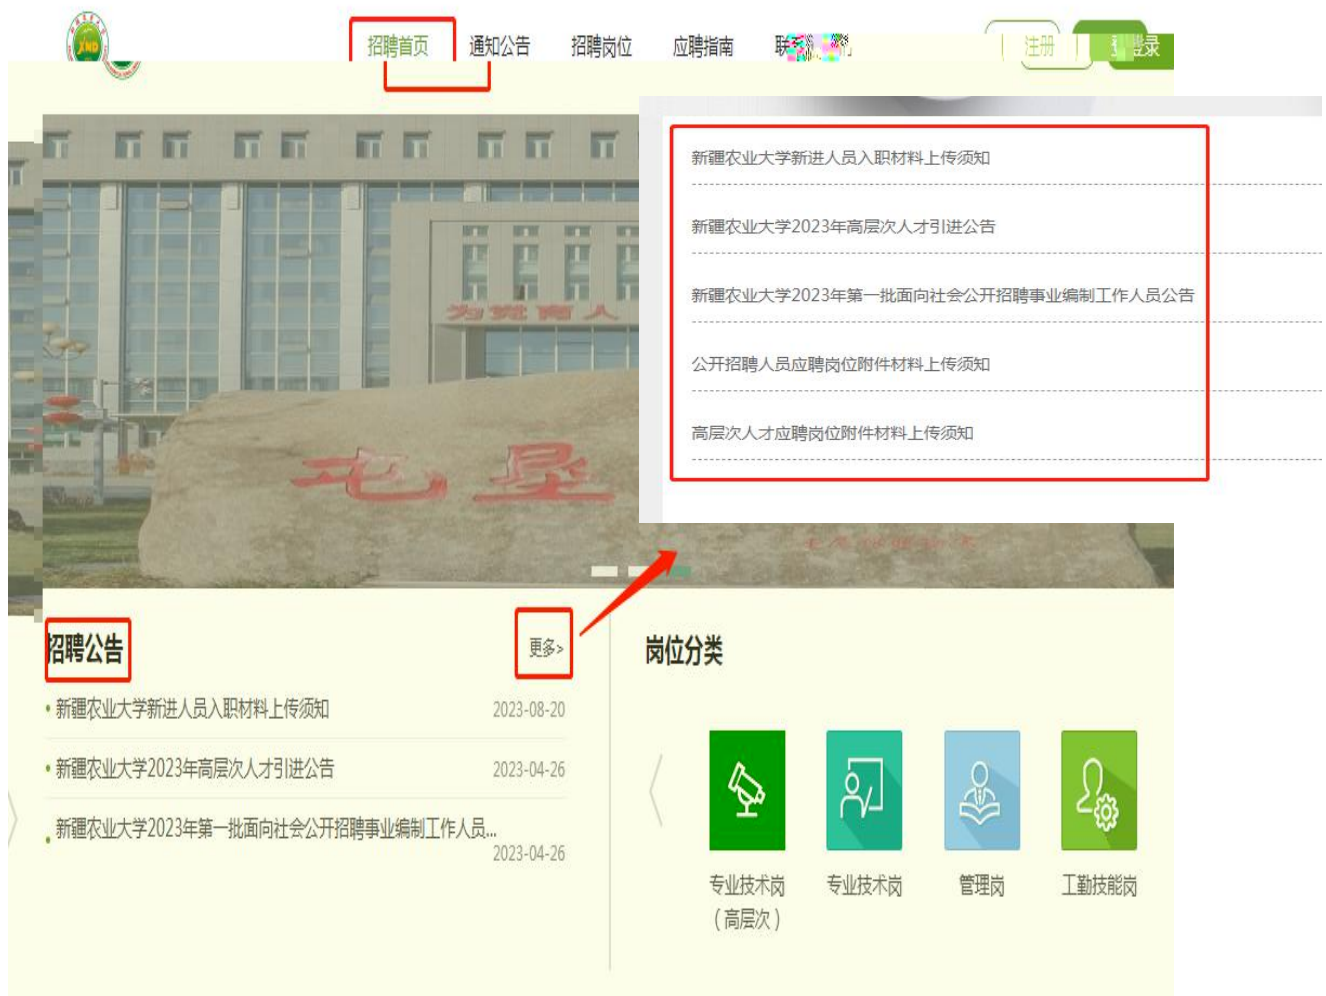 招聘首页 通知公告 招聘岗位 应聘指南 联
注册 登录
新疆农业大学新进人员入职材料上传须知
新疆农业大学2023年高层次人才引进公告
新疆农业大学2023年第一批面向社会公开招聘事业编制工作人员公告
公开招聘人员应聘岗位附件材料上传须知
高层次人才应聘岗位附件材料上传须知
为党育人
屯垦
招聘公告 更多>
新疆农业大学新进人员入职材料上传须知 2023-08-20
新疆农业大学2023年高层次人才引进公告 2023-04-26
新疆农业大学2023年第一批面向社会公开招聘事业编制工作人员...
2023-04-26
岗位分类
专业技术岗
（高层次）
专业技术岗
管理岗
工勤技能岗